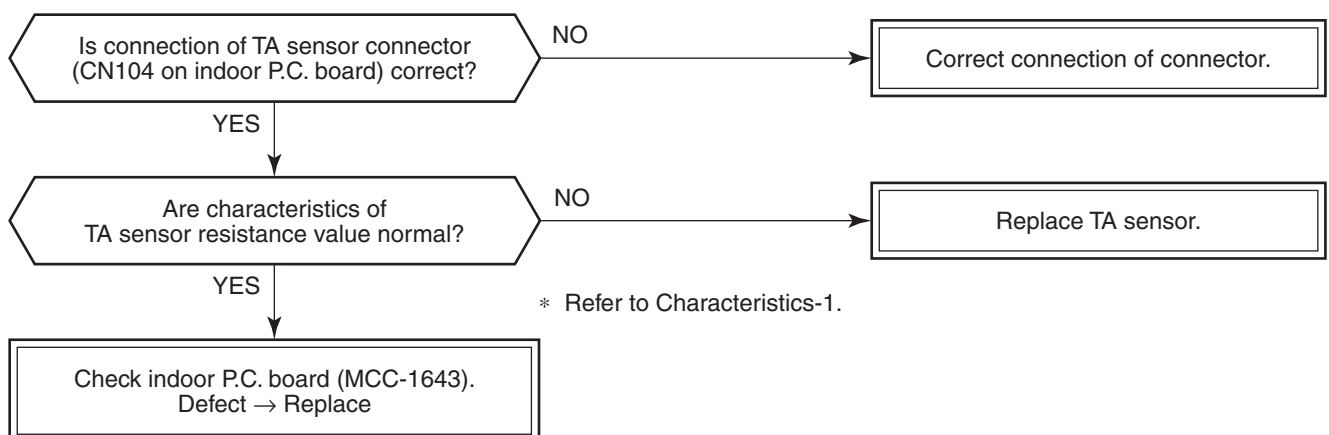 Is connection of TA sensor connector
(CN104 on indoor P.C. board) correct?
NO
Correct connection of connector.
YES
Are characteristics of
TA sensor resistance value normal?
NO
Replace TA sensor.
YES
* Refer to Characteristics-1.
Check indoor P.C. board (MCC-1643).
Defect → Replace